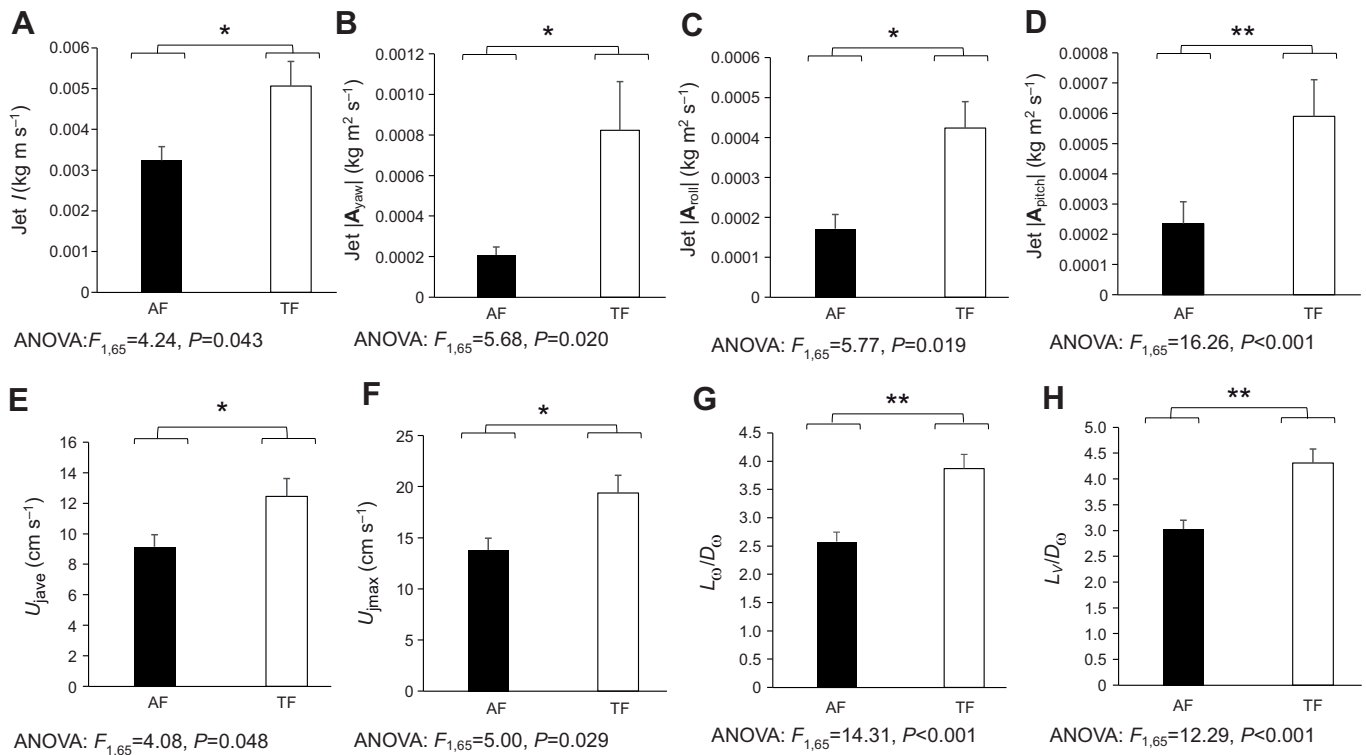 A
*
0.006
0.005
0.004
0.003
0.002
0.001
0
Jet I (kg m s⁻¹)
AF
TF
ANOVA:F1,65=4.24, P=0.043
B
*
0.0012
0.0010
0.0008
0.0006
0.0004
0.0002
0
Jet |Ayaw| (kg m² s⁻¹)
AF
TF
ANOVA: F1,65=5.68, P=0.020
C
*
0.0006
0.0005
0.0004
0.0003
0.0002
0.0001
0
Jet |Aroll| (kg m² s⁻¹)
AF
TF
ANOVA: F1,65=5.77, P=0.019
D
**
0.0008
0.0007
0.0006
0.0005
0.0004
0.0003
0.0002
0.0001
0
Jet |Apitch| (kg m² s⁻¹)
AF
TF
ANOVA: F1,65=16.26, P<0.001
E
*
16
14
12
10
8
6
4
2
0
Ujave (cm s⁻¹)
AF
TF
ANOVA: F1,65=4.08, P=0.048
F
*
25
20
15
10
5
0
Ujmax (cm s⁻¹)
AF
TF
ANOVA: F1,65=5.00, P=0.029
G
**
4.5
4.0
3.5
3.0
2.5
2.0
1.5
1.0
0.5
0
Lω/Dω
AF
TF
ANOVA: F1,65=14.31, P<0.001
H
**
5.0
4.5
4.0
3.5
3.0
2.5
2.0
1.5
1.0
0.5
0
LV/Dω
AF
TF
ANOVA: F1,65=12.29, P<0.001